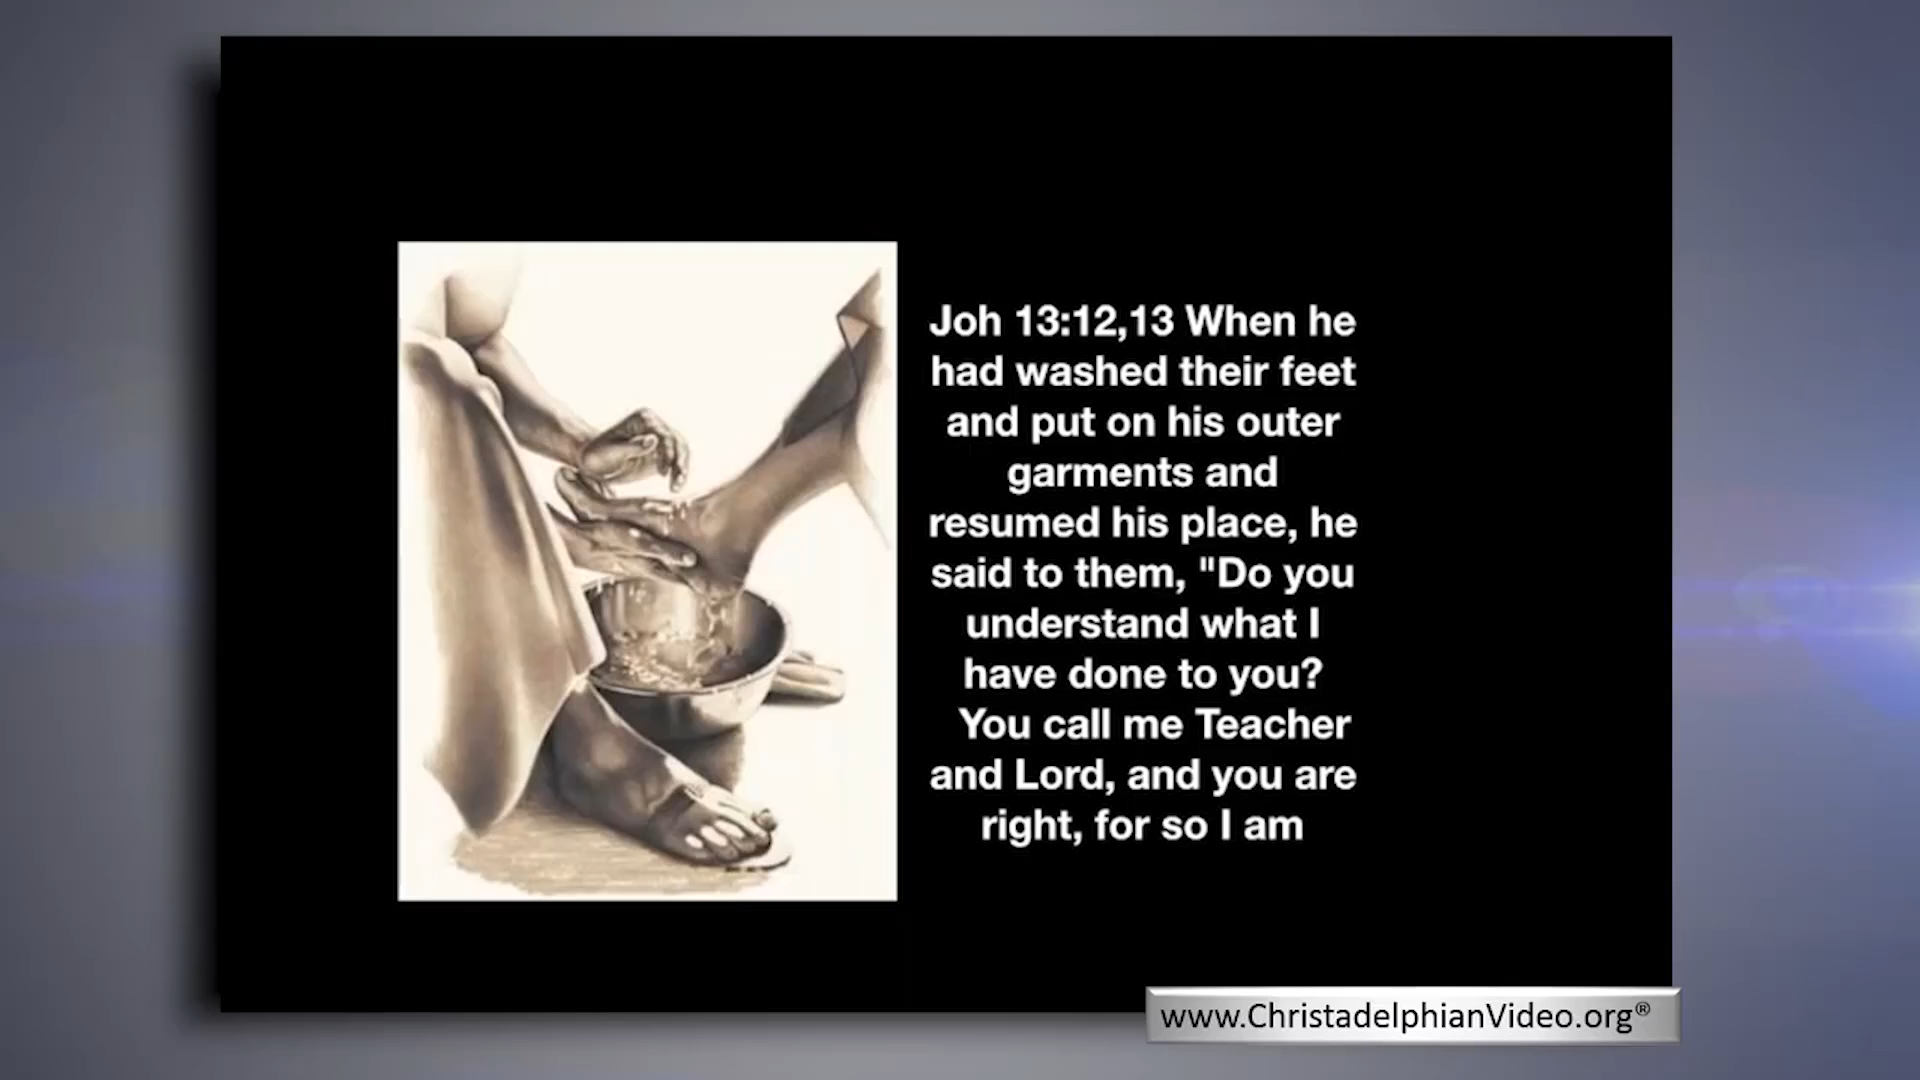 Joh 13:12,13 When he
had washed their feet
and put on his outer
garments and
resumed his place, he
said to them, "Do you
understand what I
have done to you?
You call me Teacher
and Lord, and you are
right, for so I am
www.ChristadelphianVideo.org®